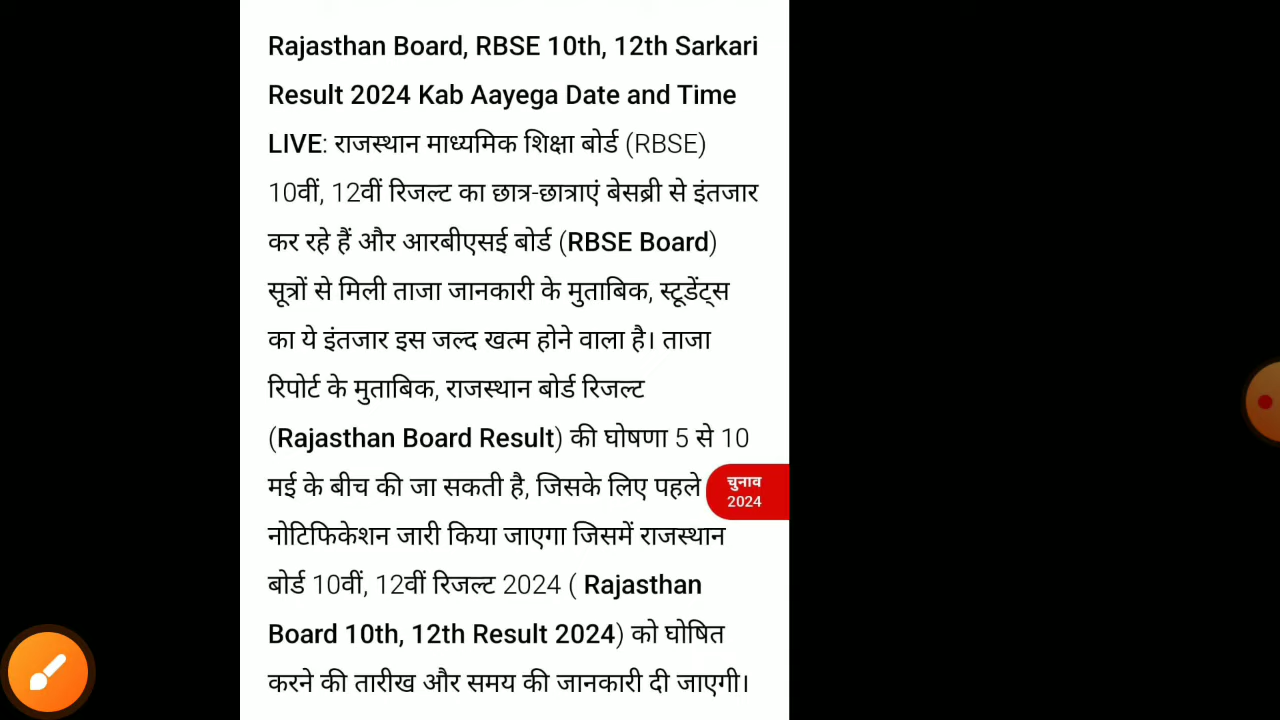 Rajasthan Board, RBSE 10th, 12th Sarkari
Result 2024 Kab Aayega Date and Time
LIVE: राजस्थान माध्यमिक शिक्षा बोर्ड (RBSE)
10वीं, 12वीं रिजल्ट का छात्र-छात्राएं बेसब्री से इंतजार
कर रहे हैं और आरबीएसई बोर्ड (RBSE Board)
सूत्रों से मिली ताजा जानकारी के मुताबिक, स्टूडेंट्स
का ये इंतजार इस जल्द खत्म होने वाला है। ताजा
रिपोर्ट के मुताबिक, राजस्थान बोर्ड रिजल्ट
(Rajasthan Board Result) की घोषणा 5 से 10
मई के बीच की जा सकती है, जिसके लिए पहले
चुनाव
2024
नोटिफिकेशन जारी किया जाएगा जिसमें राजस्थान
बोर्ड 10वीं, 12वीं रिजल्ट 2024 ( Rajasthan
Board 10th, 12th Result 2024) को घोषित
करने की तारीख और समय की जानकारी दी जाएगी।